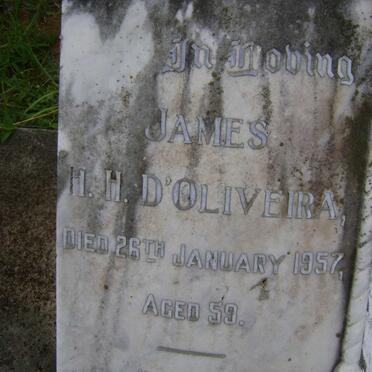 In Loving
JAMES
H. H. D'OLIVEIRA,
DIED 26TH JANUARY 1957,
AGED 59.